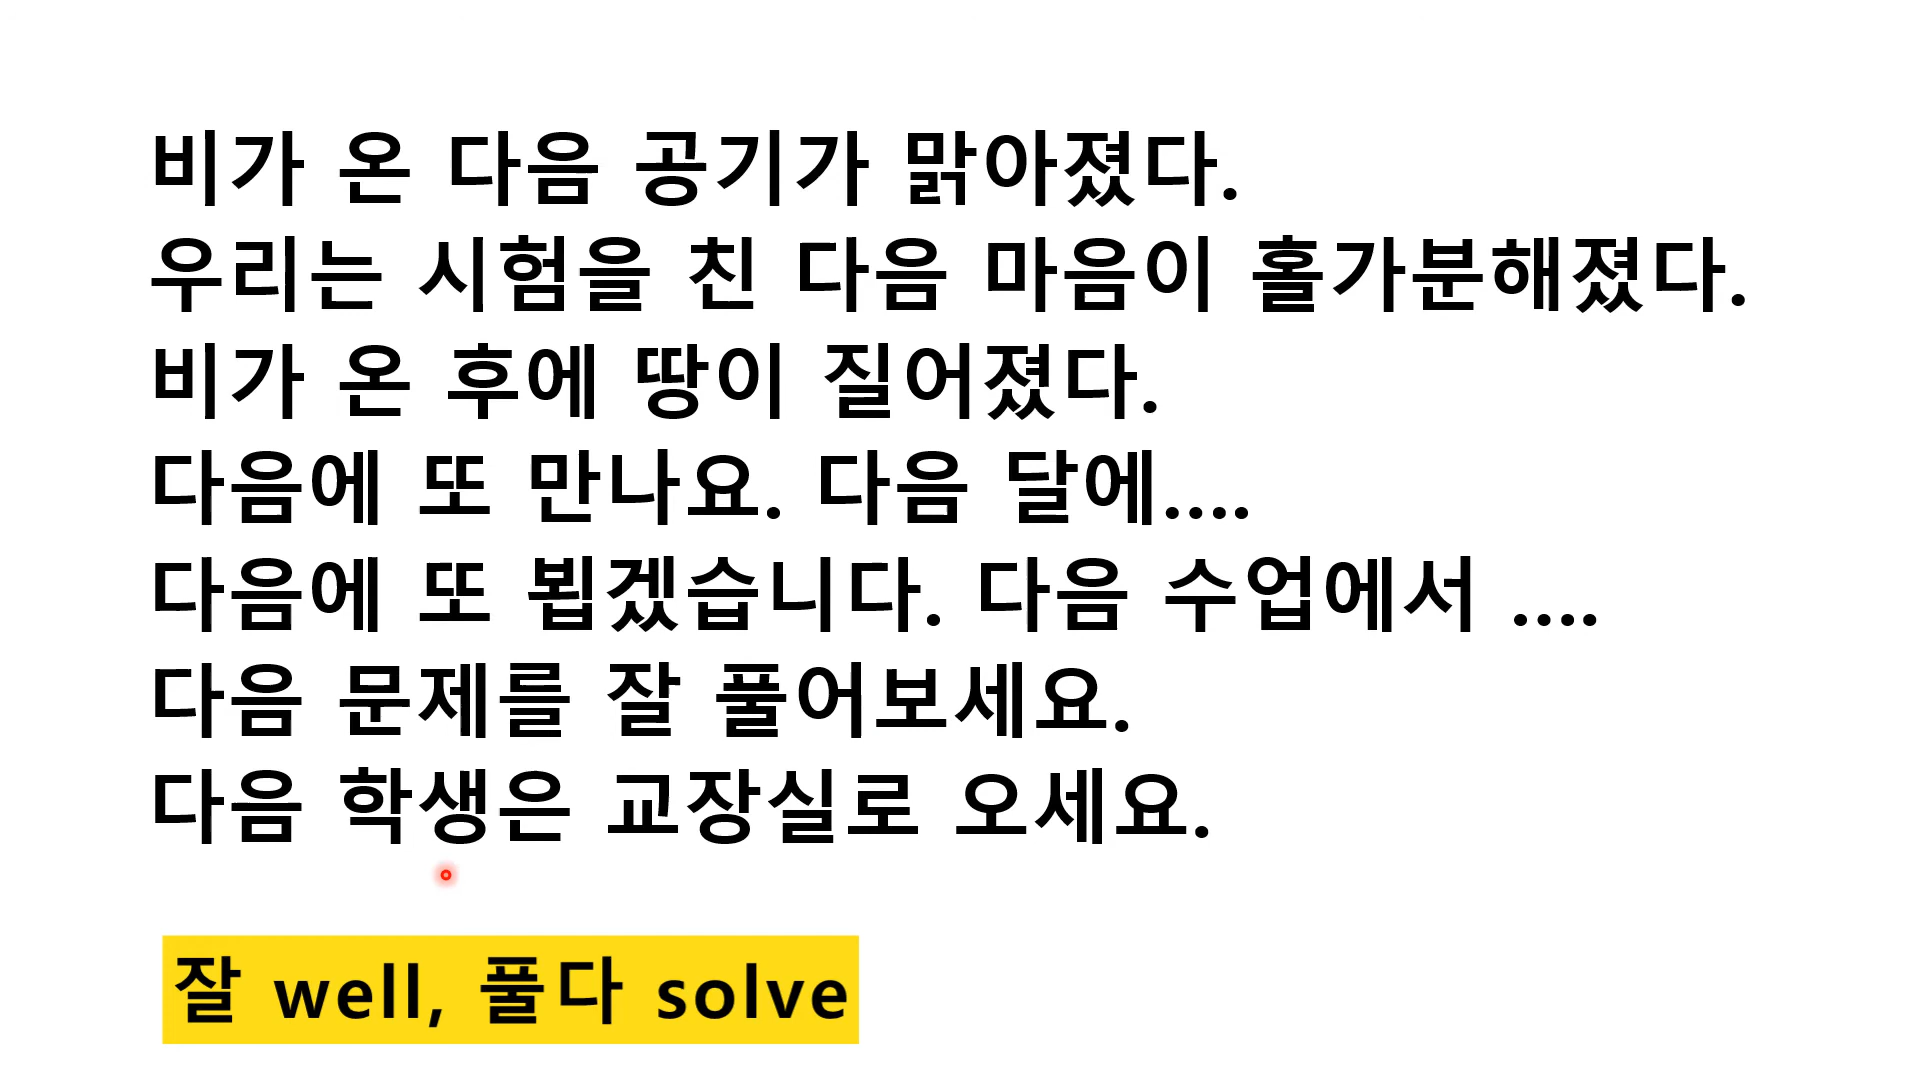 비가 온 다음 공기가 맑아졌다.
우리는 시험을 친 다음 마음이 홀가분해졌다.
비가 온 후에 땅이 질어졌다.
다음에 또 만나요. 다음 달에....
다음에 또 뵙겠습니다. 다음 수업에서 ....
다음 문제를 잘 풀어보세요.
다음 학생은 교장실로 오세요.
잘 well, 풀다 solve